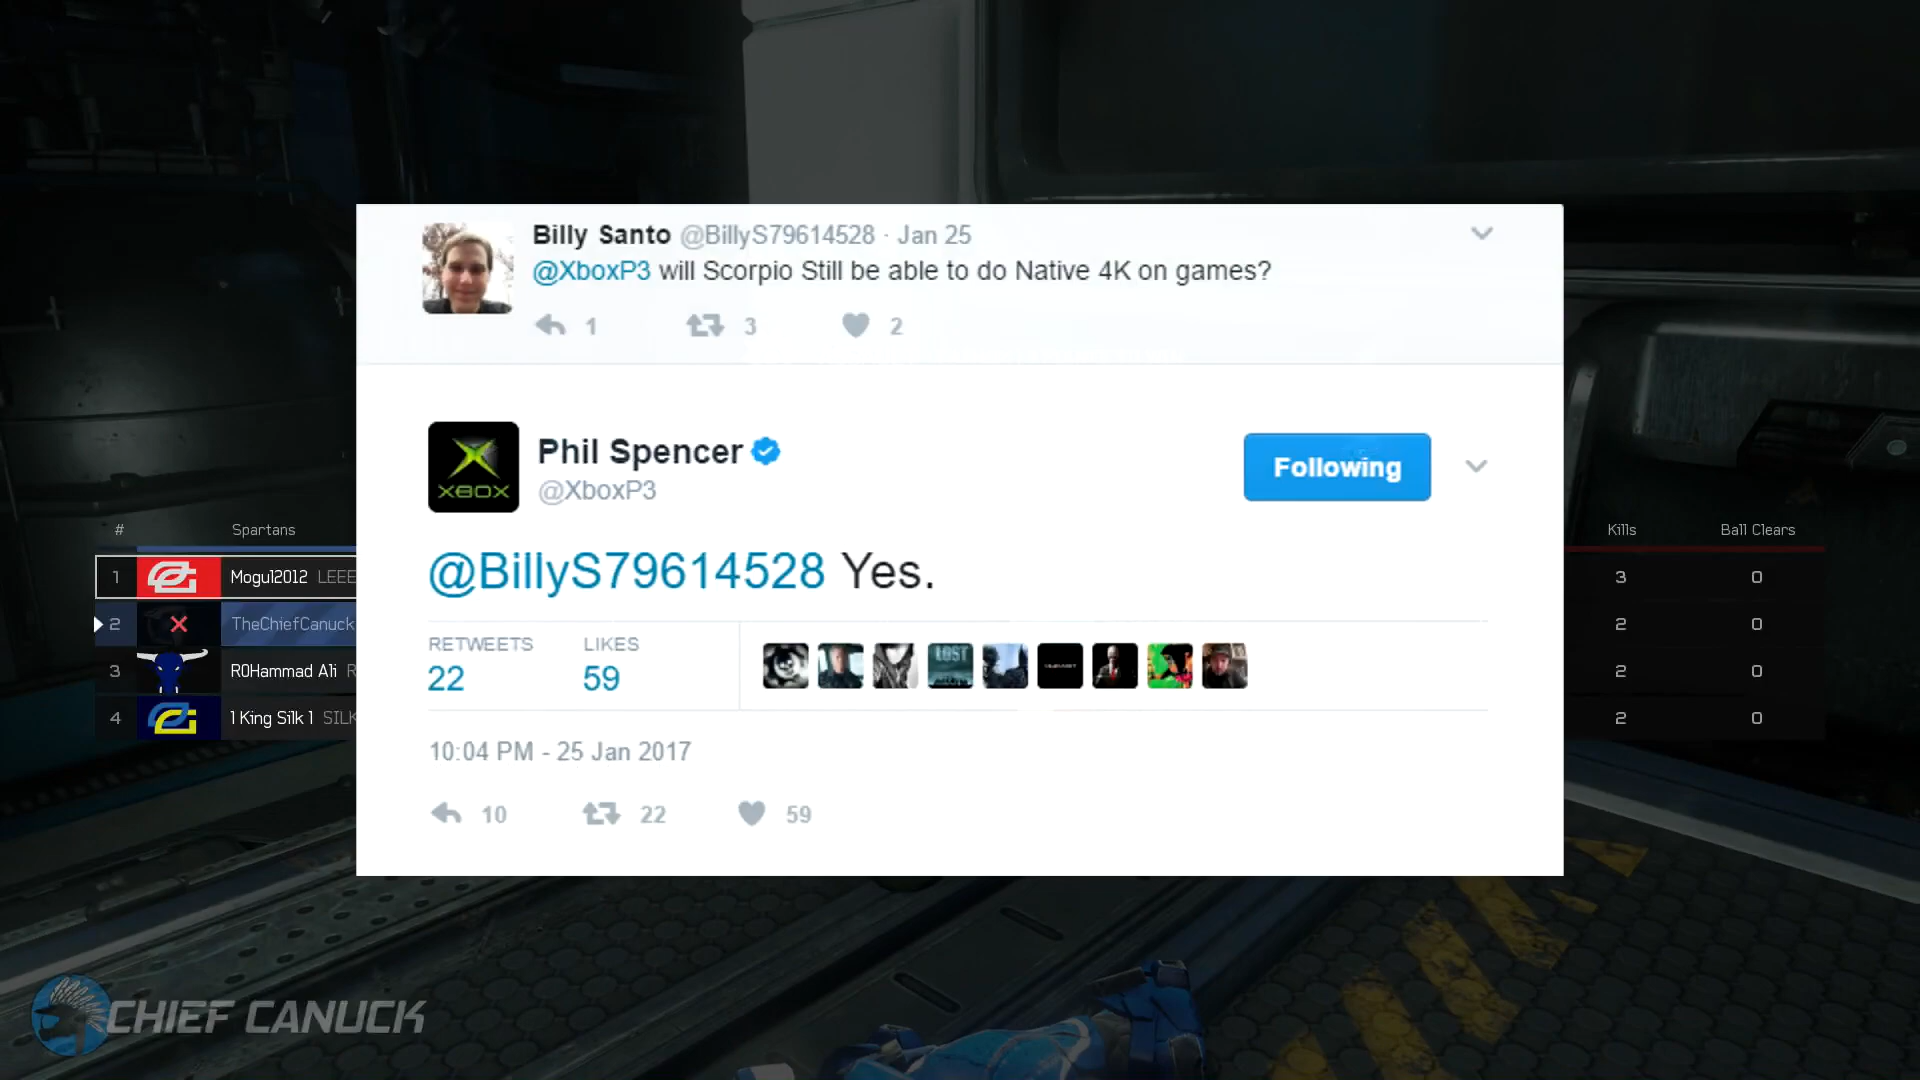 Billy Santo @BillyS79614528 · Jan 25
@XboxP3 will Scorpio Still be able to do Native 4K on games?
1 3 2
XBOX
Phil Spencer
@XboxP3
Following
@BillyS79614528 Yes.
RETWEETS LIKES
22 59
LOST
10:04 PM - 25 Jan 2017
10 22 59
# Spartans
1 Mogul2012 LEEE
2 TheChiefCanuck
3 R0Hammad Ali R
4 1 King Silk 1 SILK
Kills Ball Clears
3 0
2 0
2 0
2 0
CHIEF CANUCK